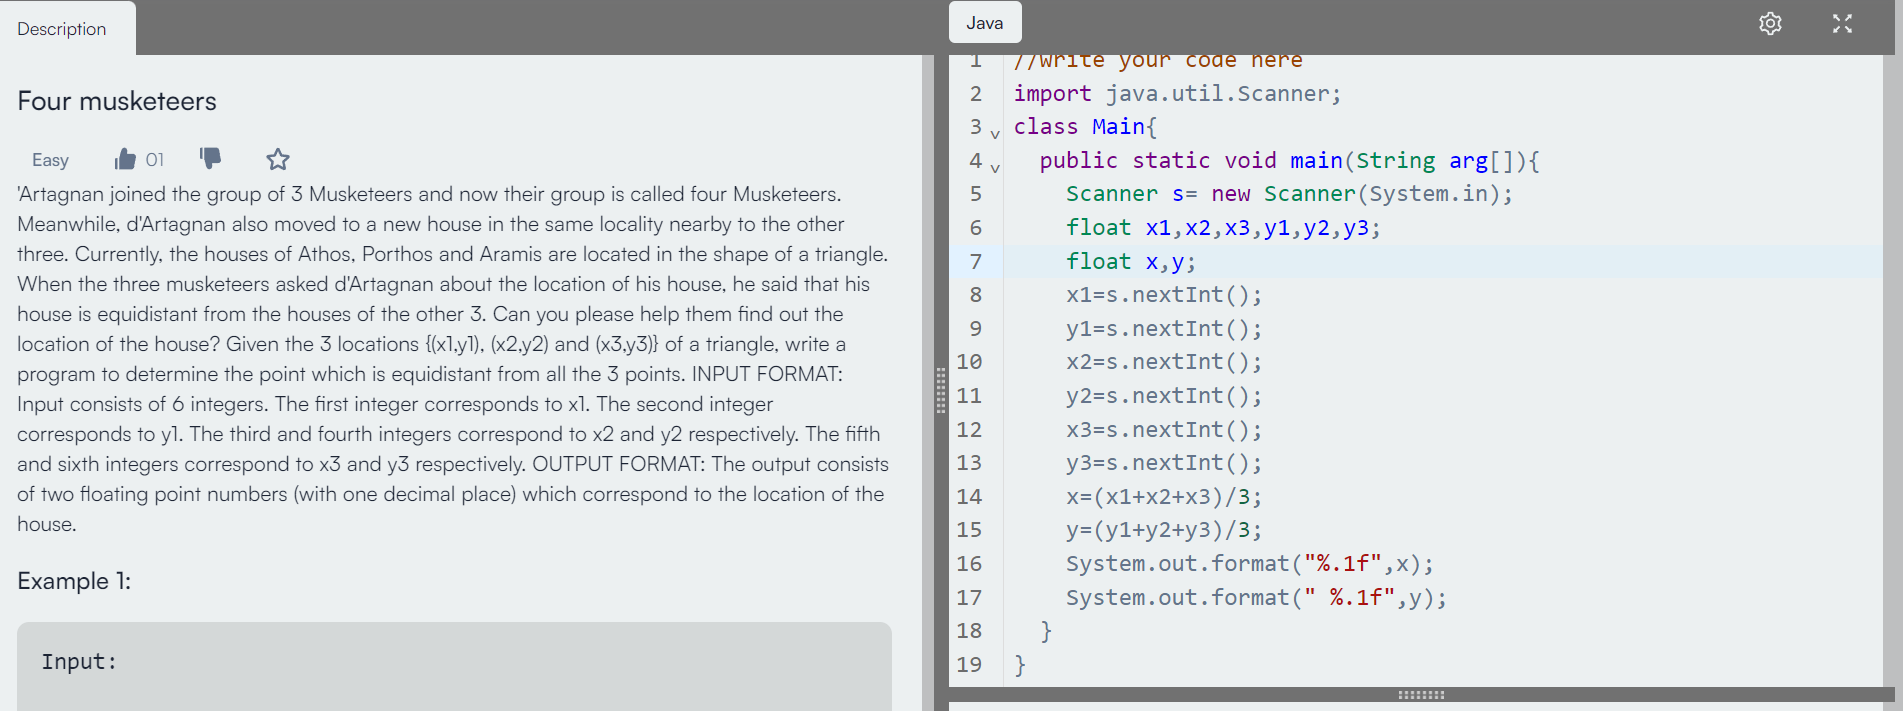 Description
Four musketeers
Easy 01
'Artagnan joined the group of 3 Musketeers and now their group is called four Musketeers.
Meanwhile, d'Artagnan also moved to a new house in the same locality nearby to the other
three. Currently, the houses of Athos, Porthos and Aramis are located in the shape of a triangle.
When the three musketeers asked d'Artagnan about the location of his house, he said that his
house is equidistant from the houses of the other 3. Can you please help them find out the
location of the house? Given the 3 locations {(x1,y1), (x2,y2) and (x3,y3)} of a triangle, write a
program to determine the point which is equidistant from all the 3 points. INPUT FORMAT:
Input consists of 6 integers. The first integer corresponds to x1. The second integer
corresponds to y1. The third and fourth integers correspond to x2 and y2 respectively. The fifth
and sixth integers correspond to x3 and y3 respectively. OUTPUT FORMAT: The output consists
of two floating point numbers (with one decimal place) which correspond to the location of the
house.
Example 1:
Input:
Java
1 //write your code here
2 import java.util.Scanner;
3 class Main{
4 public static void main(String arg[]){
5 Scanner s= new Scanner(System.in);
6 float x1,x2,x3,y1,y2,y3;
7 float x,y;
8 x1=s.nextInt();
9 y1=s.nextInt();
10 x2=s.nextInt();
11 y2=s.nextInt();
12 x3=s.nextInt();
13 y3=s.nextInt();
14 x=(x1+x2+x3)/3;
15 y=(y1+y2+y3)/3;
16 System.out.format("%.1f",x);
17 System.out.format(" %.1f",y);
18 }
19 }